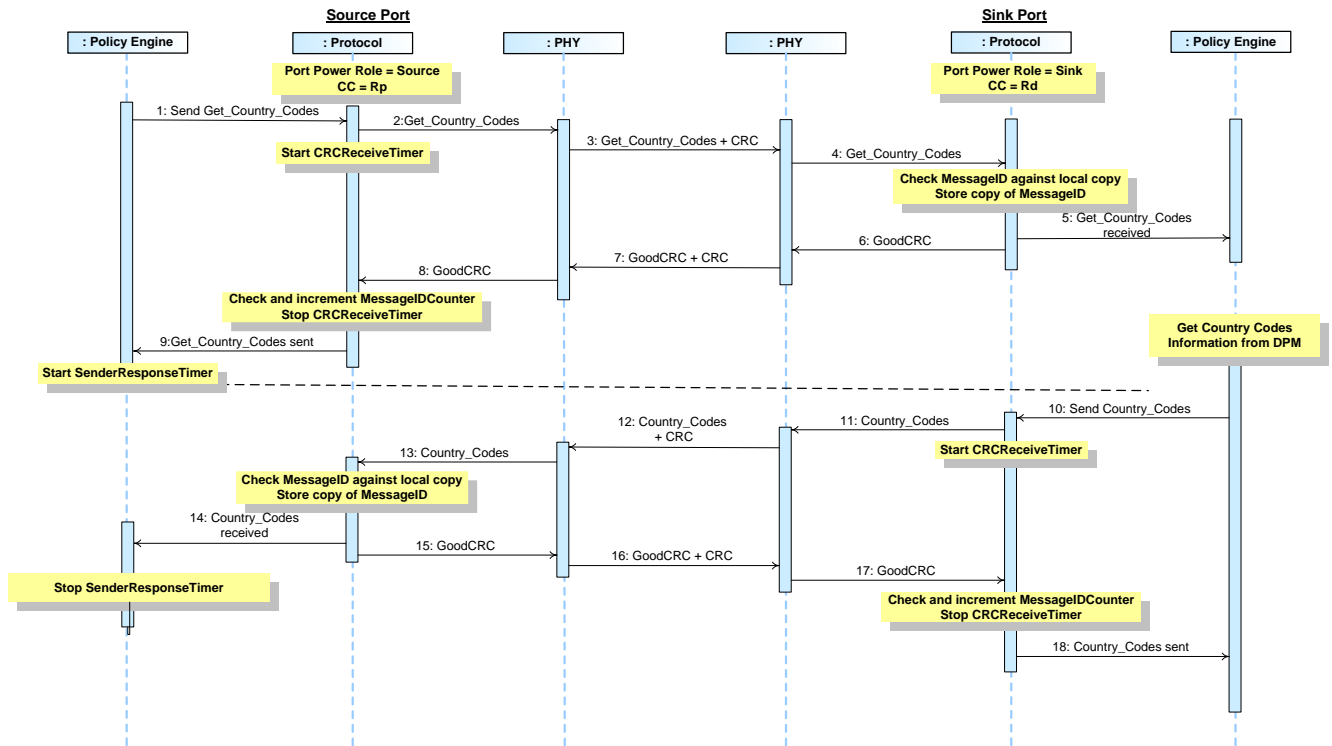 Source Port
Sink Port
: Policy Engine
: Protocol
: PHY
: PHY
: Protocol
: Policy Engine
Port Power Role = Source
CC = Rp
Port Power Role = Sink
CC = Rd
1: Send Get_Country_Codes
2:Get_Country_Codes
Start CRCReceiveTimer
3: Get_Country_Codes + CRC
4: Get_Country_Codes
Check MessageID against local copy
Store copy of MessageID
5: Get_Country_Codes
received
6: GoodCRC
7: GoodCRC + CRC
8: GoodCRC
Check and increment MessageIDCounter
Stop CRCReceiveTimer
9:Get_Country_Codes sent
Start SenderResponseTimer
Get Country Codes
Information from DPM
10: Send Country_Codes
11: Country_Codes
Start CRCReceiveTimer
12: Country_Codes
+ CRC
13: Country_Codes
Check MessageID against local copy
Store copy of MessageID
14: Country_Codes
received
15: GoodCRC
16: GoodCRC + CRC
17: GoodCRC
Stop SenderResponseTimer
Check and increment MessageIDCounter
Stop CRCReceiveTimer
18: Country_Codes sent